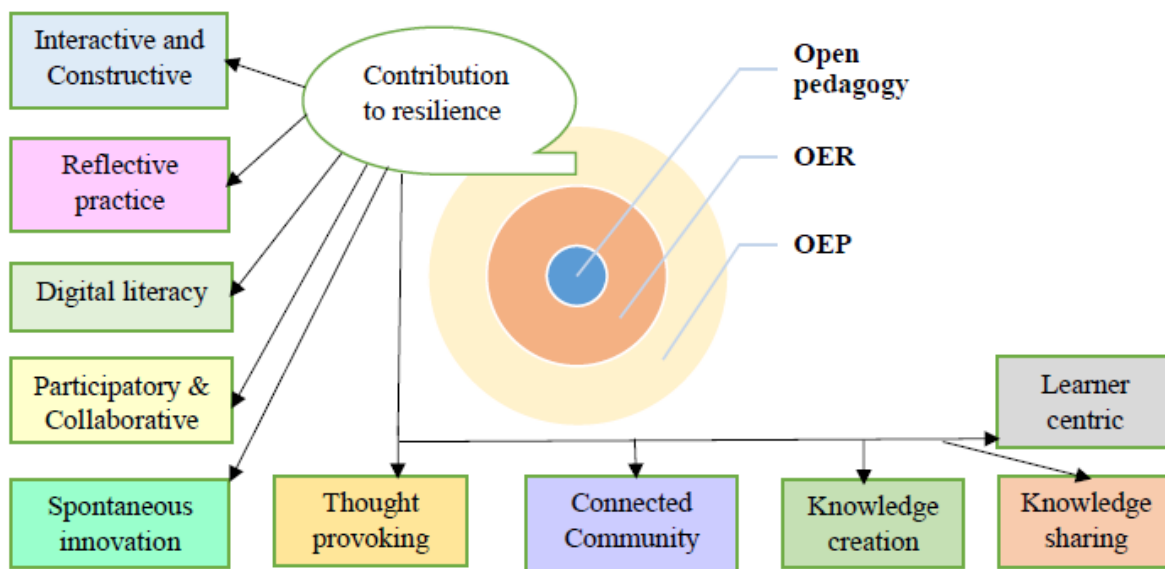 Interactive and
Constructive
Contribution
to resilience
Open
pedagogy
Reflective
practice
OER
OEP
Digital literacy
Participatory &
Collaborative
Learner
centric
Spontaneous
innovation
Thought
provoking
Connected
Community
Knowledge
creation
Knowledge
sharing